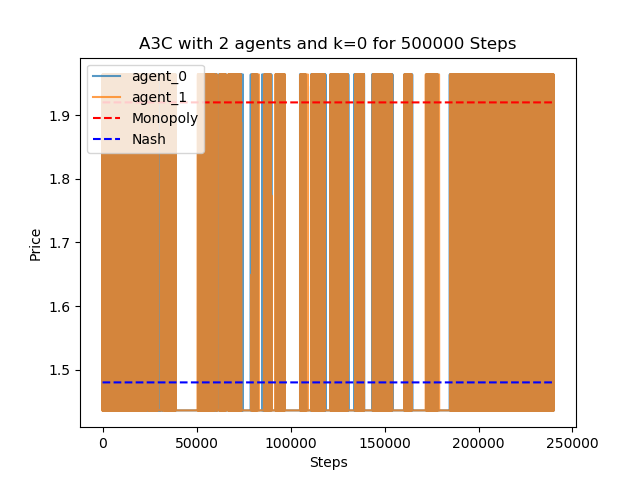 A3C with 2 agents and k=0 for 500000 Steps
agent_0
agent_1
Monopoly
Nash
1.9
1.8
1.7
1.6
1.5
Price
0
50000
100000
150000
200000
250000
Steps